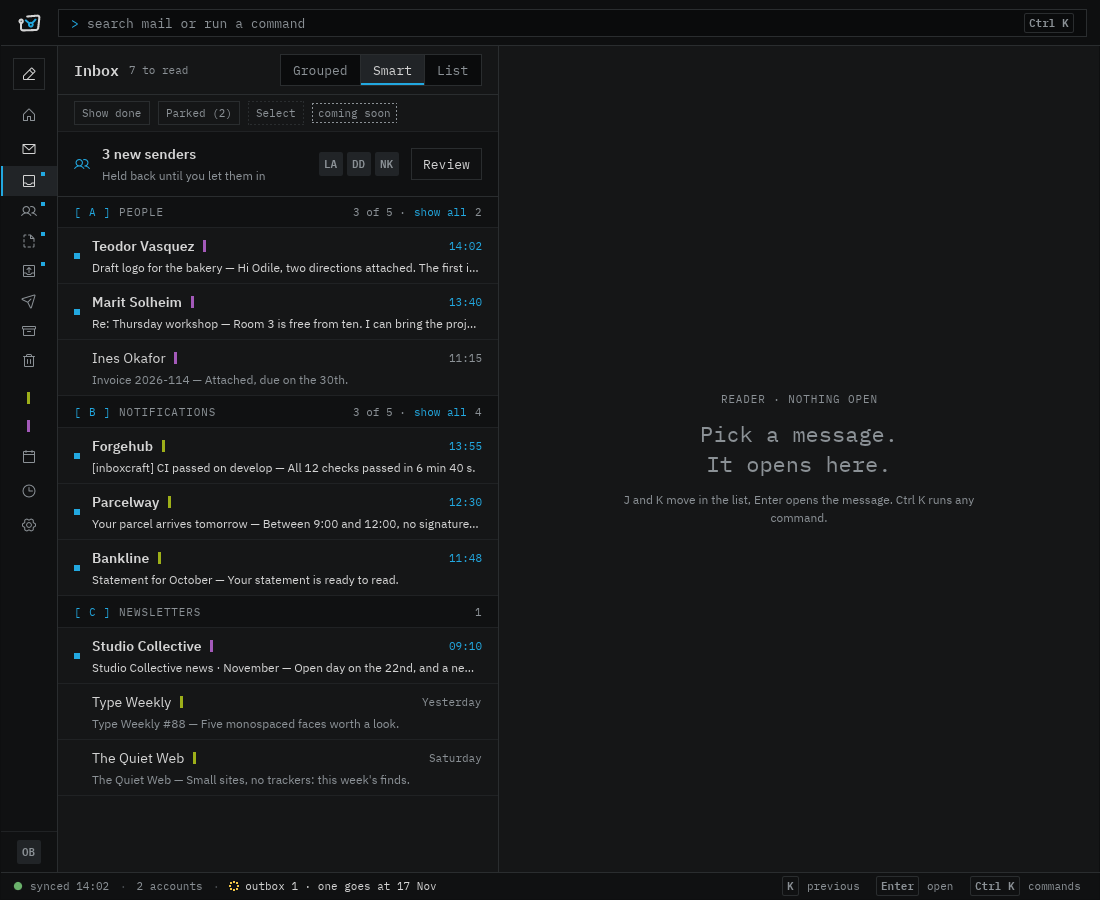 > search mail or run a command Ctrl K
Inbox 7 to read Grouped Smart List
Show done Parked (2) Select coming soon
3 new senders
Held back until you let them in
LA DD NK Review
[ A ] PEOPLE 3 of 5 · show all 2
Teodor Vasquez 14:02
Draft logo for the bakery — Hi Odile, two directions attached. The first i…
Marit Solheim 13:40
Re: Thursday workshop — Room 3 is free from ten. I can bring the proj…
Ines Okafor 11:15
Invoice 2026-114 — Attached, due on the 30th.
[ B ] NOTIFICATIONS 3 of 5 · show all 4
Forgehub 13:55
[inboxcraft] CI passed on develop — All 12 checks passed in 6 min 40 s.
Parcelway 12:30
Your parcel arrives tomorrow — Between 9:00 and 12:00, no signature…
Bankline 11:48
Statement for October — Your statement is ready to read.
[ C ] NEWSLETTERS 1
Studio Collective 09:10
Studio Collective news · November — Open day on the 22nd, and a ne…
Type Weekly Yesterday
Type Weekly #88 — Five monospaced faces worth a look.
The Quiet Web Saturday
The Quiet Web — Small sites, no trackers: this week's finds.
READER · NOTHING OPEN
Pick a message.
It opens here.
J and K move in the list, Enter opens the message. Ctrl K runs any
command.
OB
synced 14:02 · 2 accounts · outbox 1 · one goes at 17 Nov
K previous Enter open Ctrl K commands